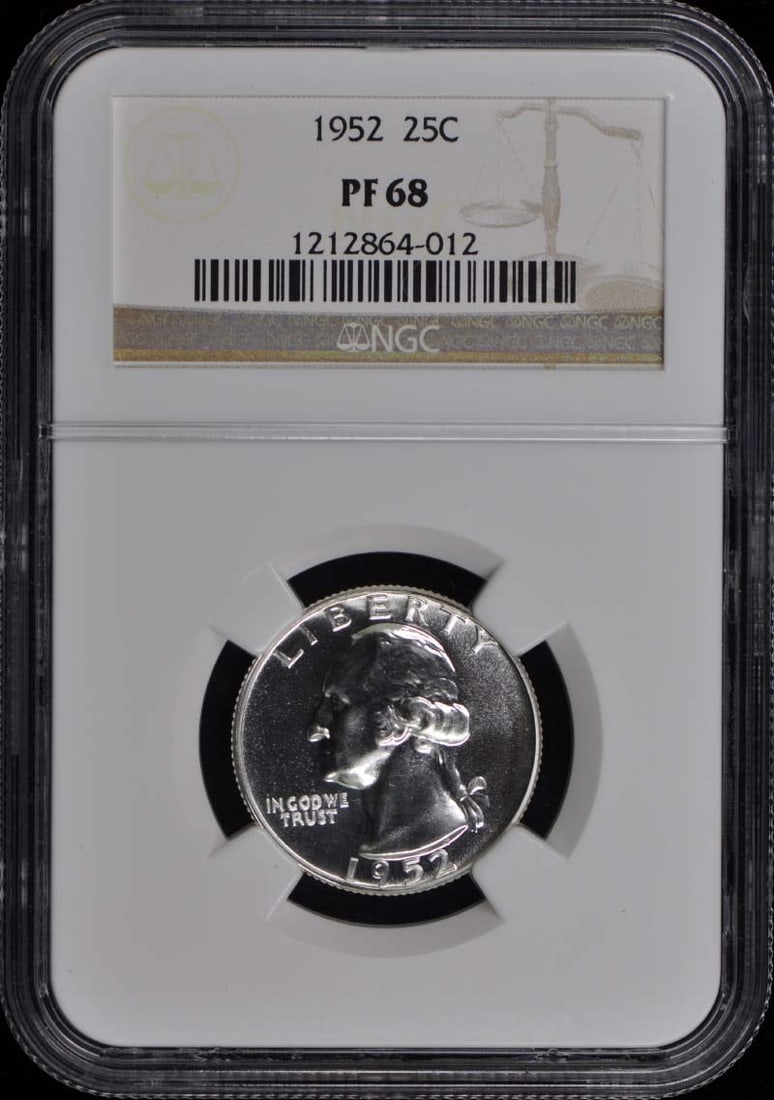 1952 25C
PF 68
1212864-012
NGC
LIBERTY
IN GOD WE
TRUST
1952